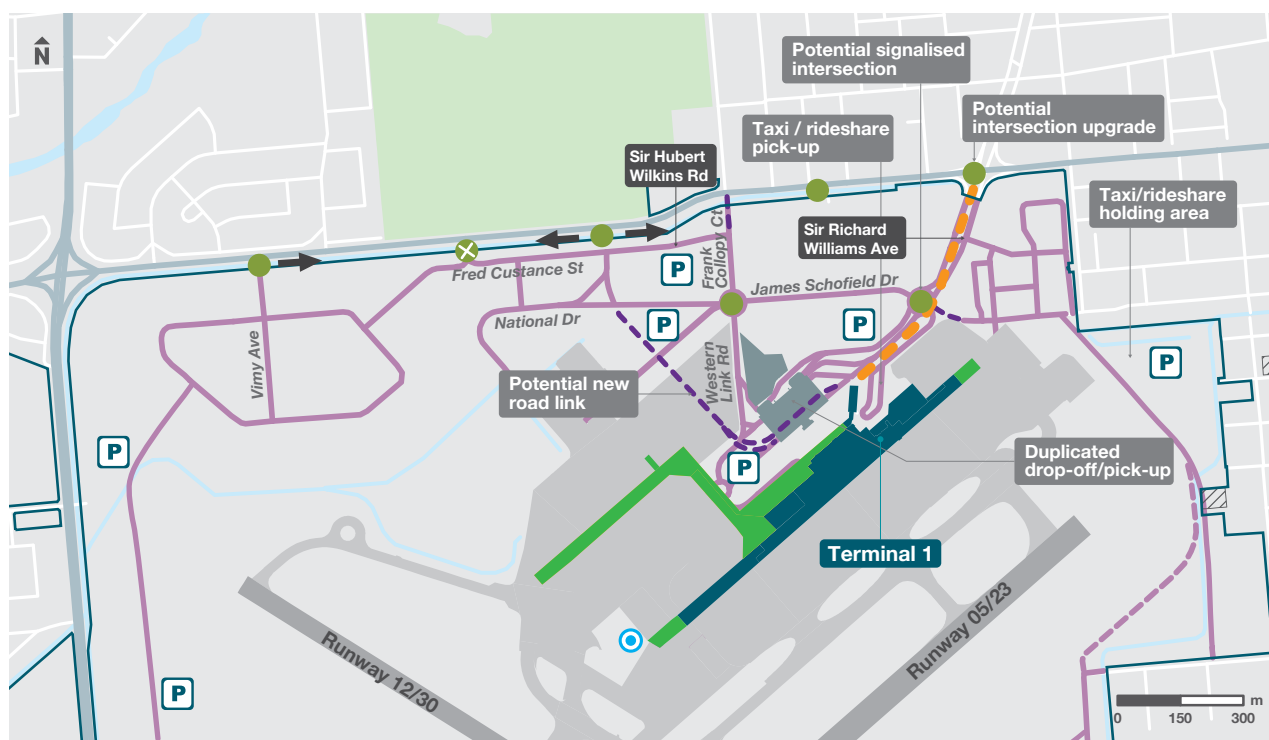 N
Potential signalised
intersection
Potential
intersection upgrade
Taxi / rideshare
pick-up
Sir Hubert
Wilkins Rd
Taxi/rideshare
holding area
Sir Richard
Williams Ave
Frank
Collopy Ct
Fred Custance St
P
James Schofield Dr
National Dr
P
P
Vimy Ave
Western
Link Rd
P
Potential new
road link
P
P
Duplicated
drop-off/pick-up
Terminal 1
Runway 12/30
Runway 05/23
P
m
0
150
300